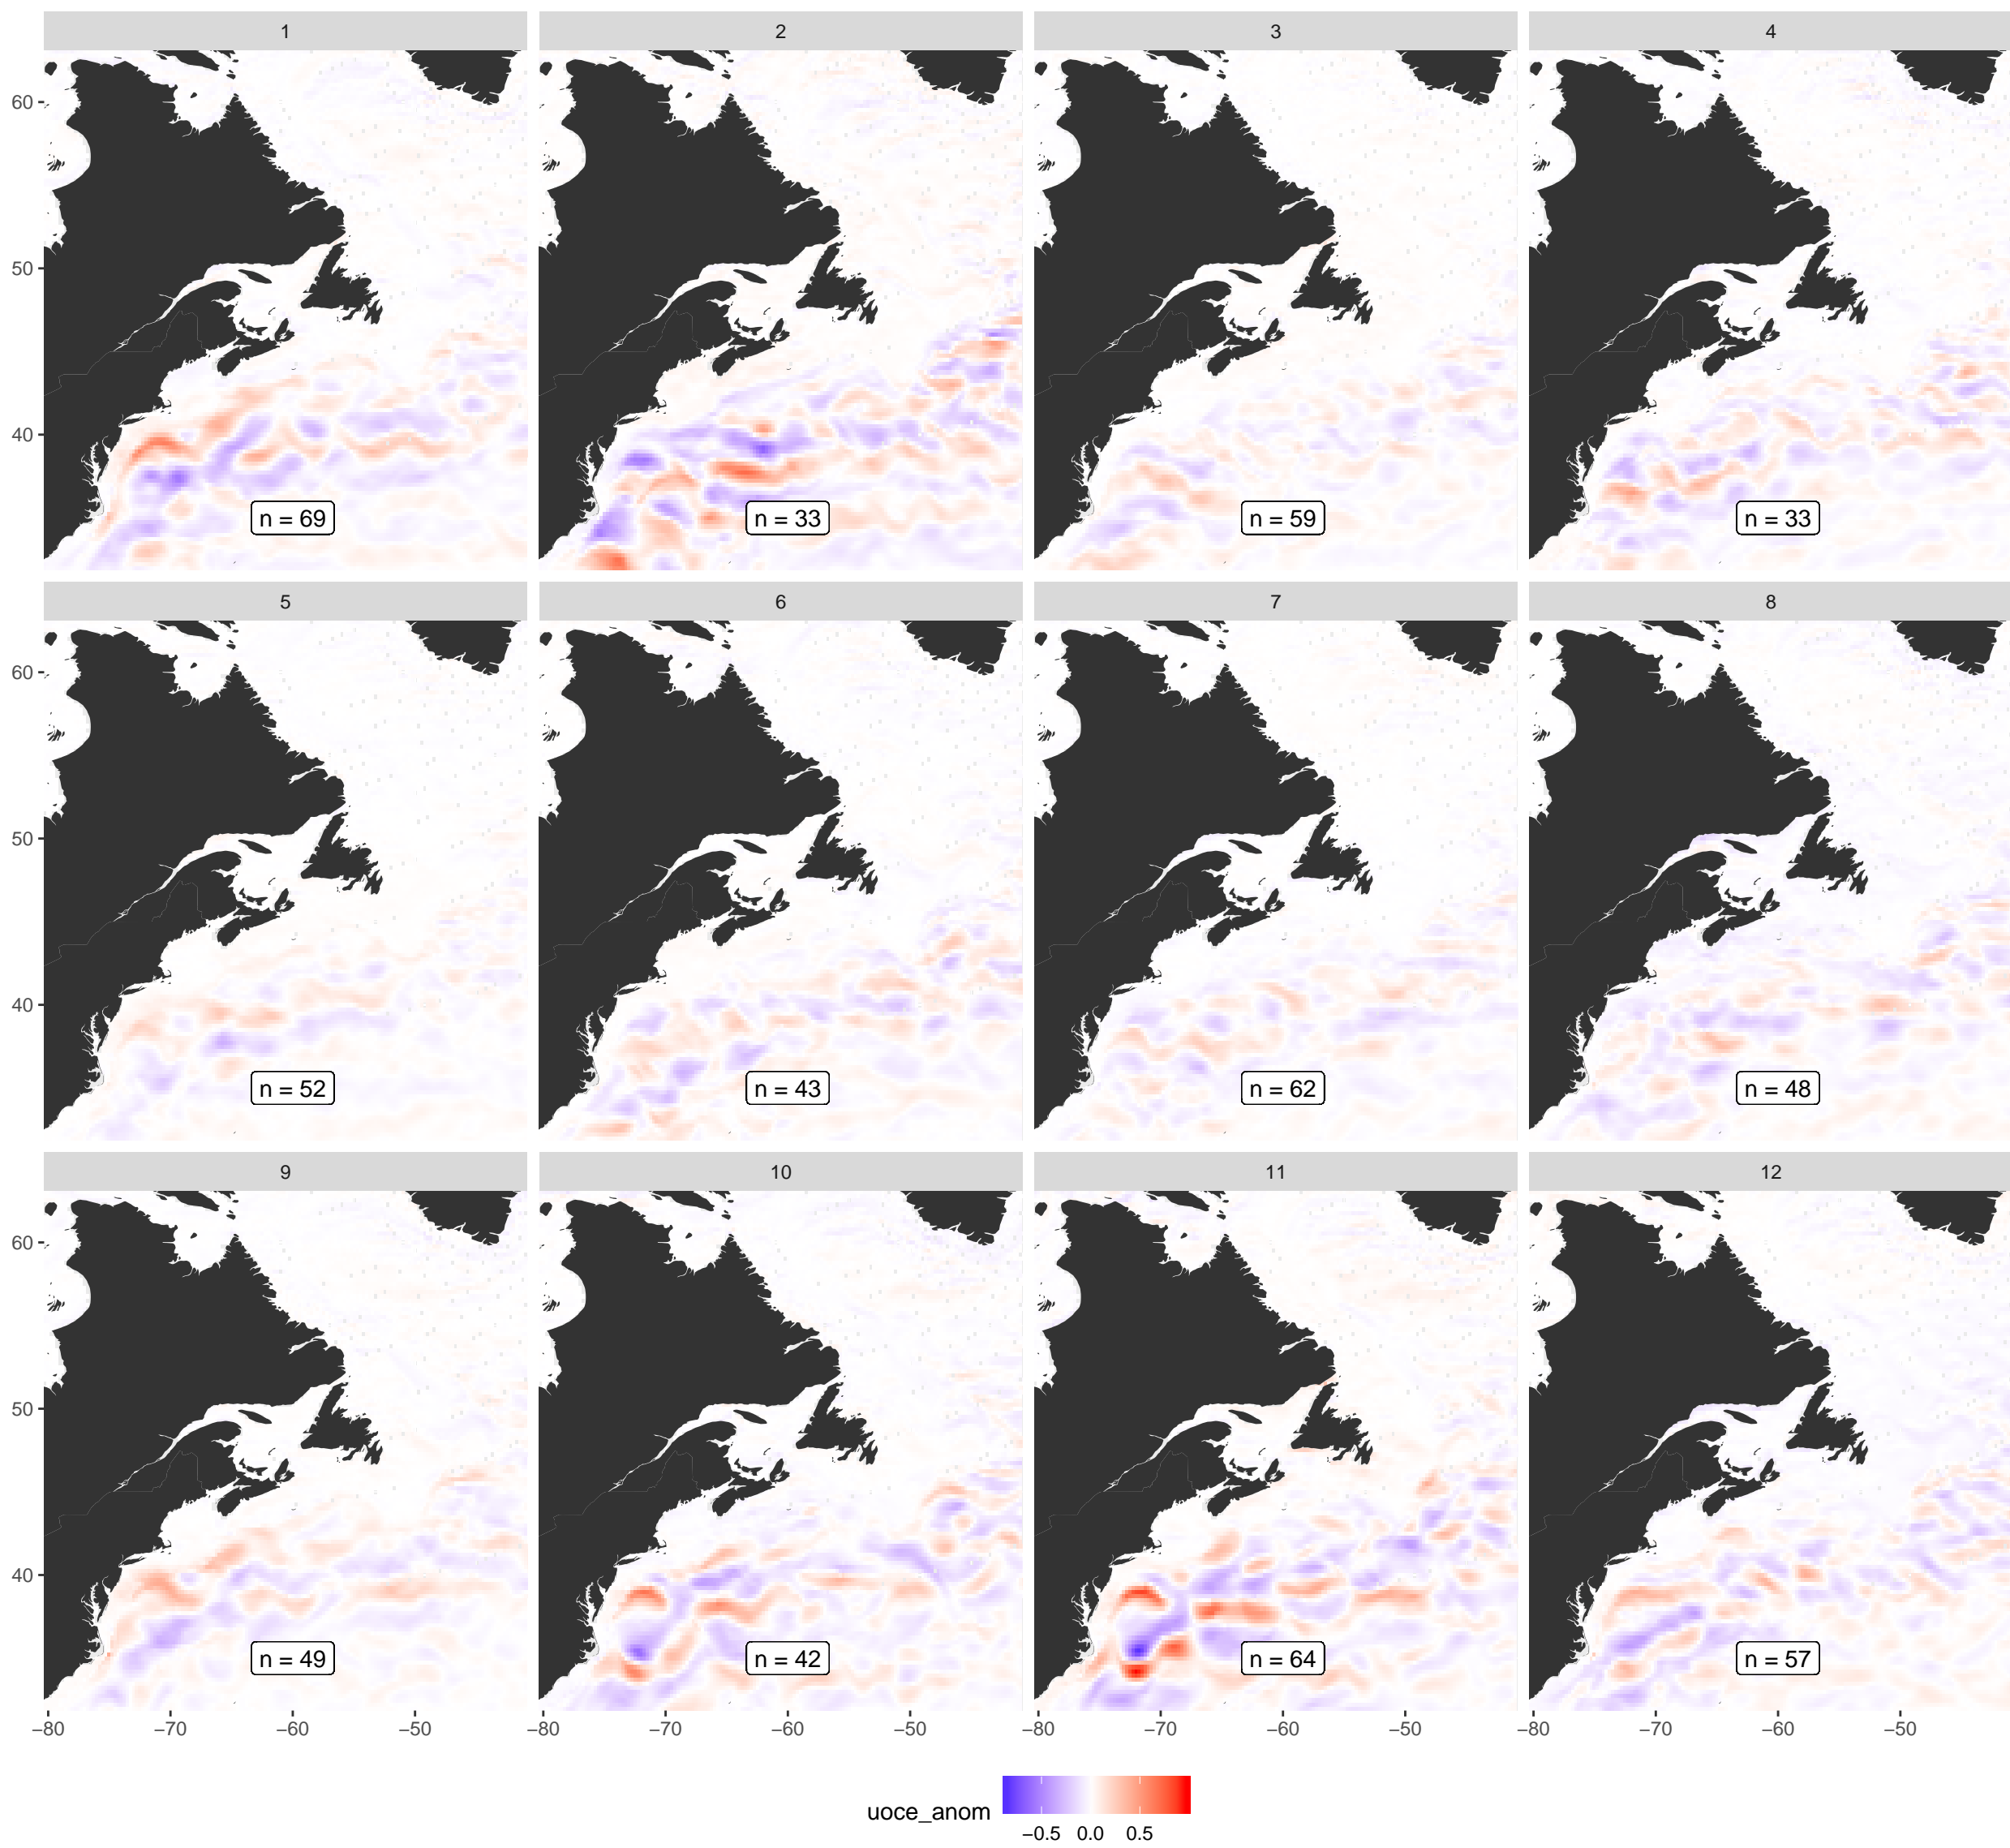 1 2 3 4
60
50
40
n = 69 n = 33 n = 59 n = 33
5 6 7 8
60
50
40
n = 52 n = 43 n = 62 n = 48
9 10 11 12
60
50
40
n = 49 n = 42 n = 64 n = 57
−80 −70 −60 −50 −80 −70 −60 −50 −80 −70 −60 −50 −80 −70 −60 −50
uoce_anom
−0.5 0.0 0.5